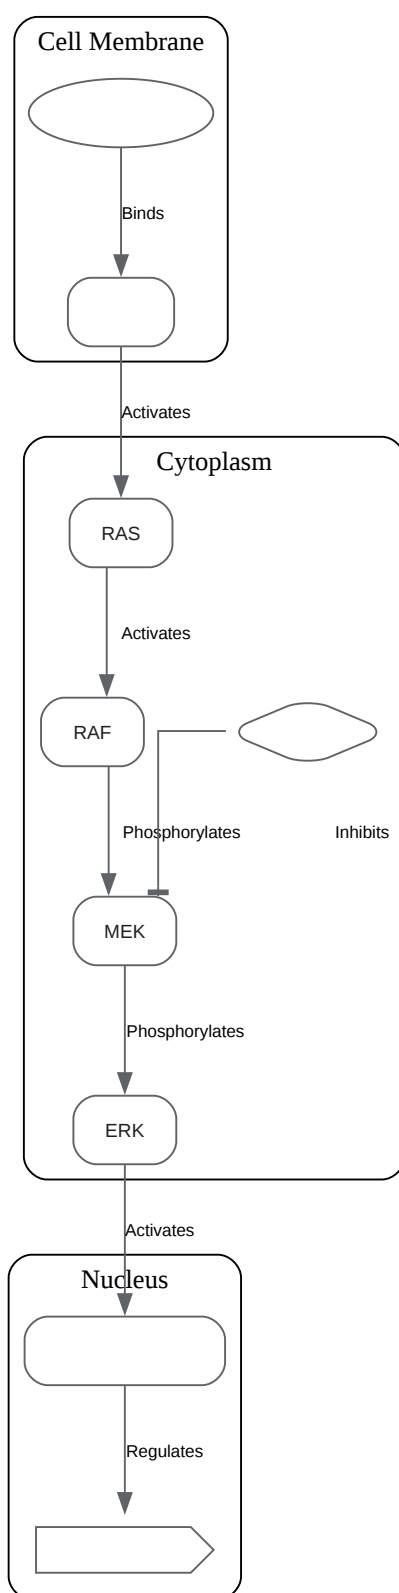 Cell Membrane
Binds
Activates
Cytoplasm
RAS
Activates
RAF
Phosphorylates
Inhibits
MEK
Phosphorylates
ERK
Activates
Nucleus
Regulates